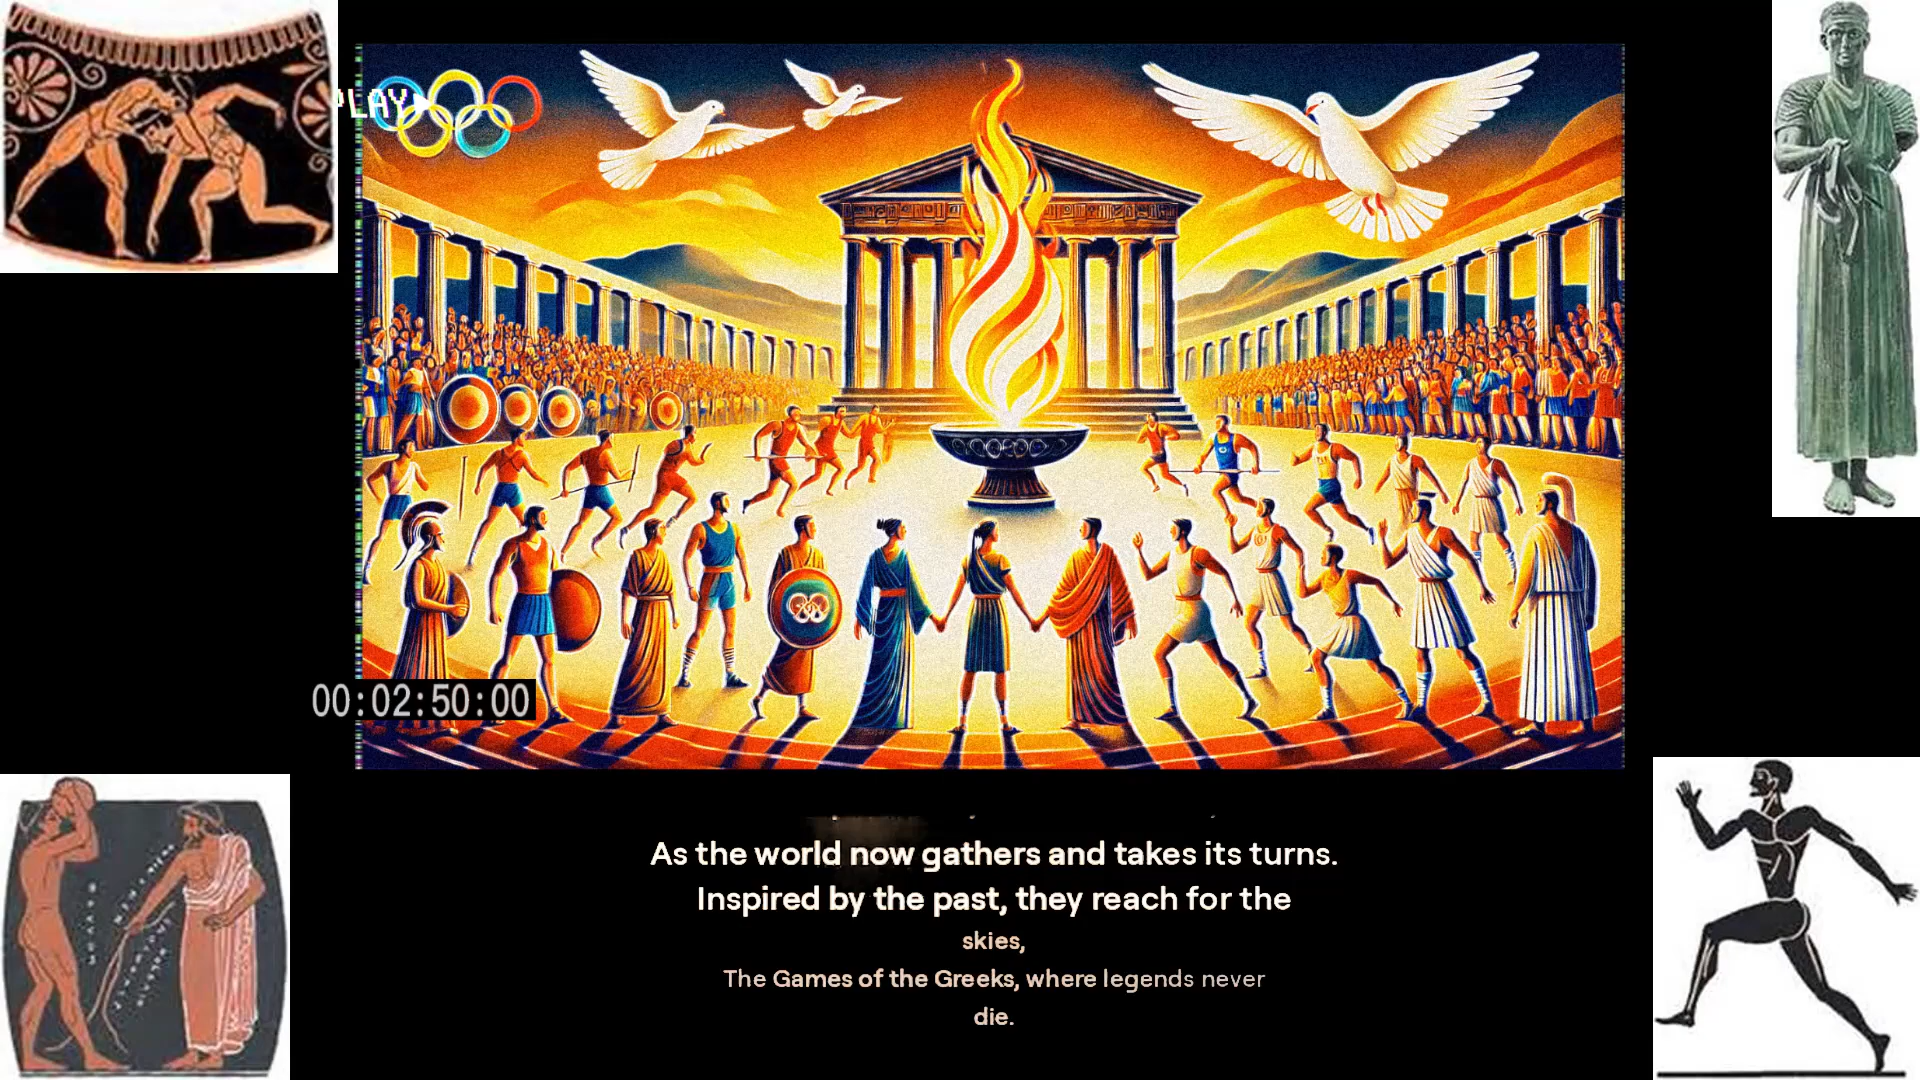 PLAY
00:02:50:00
As the world now gathers and takes its turns.
Inspired by the past, they reach for the
skies,
The Games of the Greeks, where legends never
die.